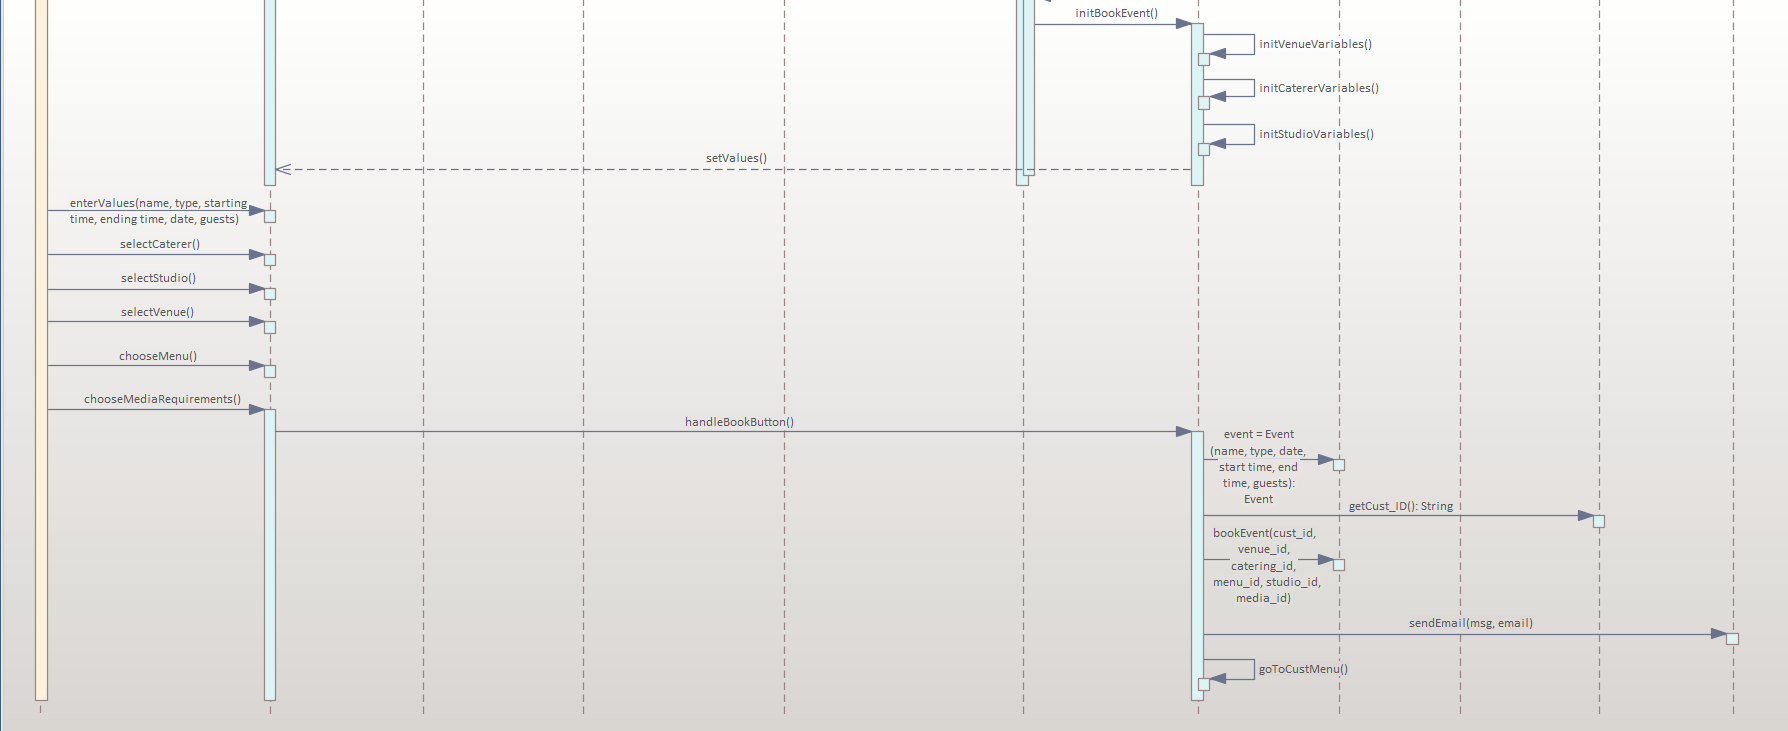 initBookEvent()
initVenueVariables()
initCatererVariables()
initStudioVariables()
setValues()
enterValues(name, type, starting
time, ending time, date, guests)
selectCaterer()
selectStudio()
selectVenue()
chooseMenu()
chooseMediaRequirements()
handleBookButton()
event = Event
(name, type, date,
start time, end
time, guests):
Event
getCust_ID(): String
bookEvent(cust_id,
venue_id,
catering_id,
menu_id, studio_id,
media_id)
sendEmail(msg, email)
goToCustMenu()